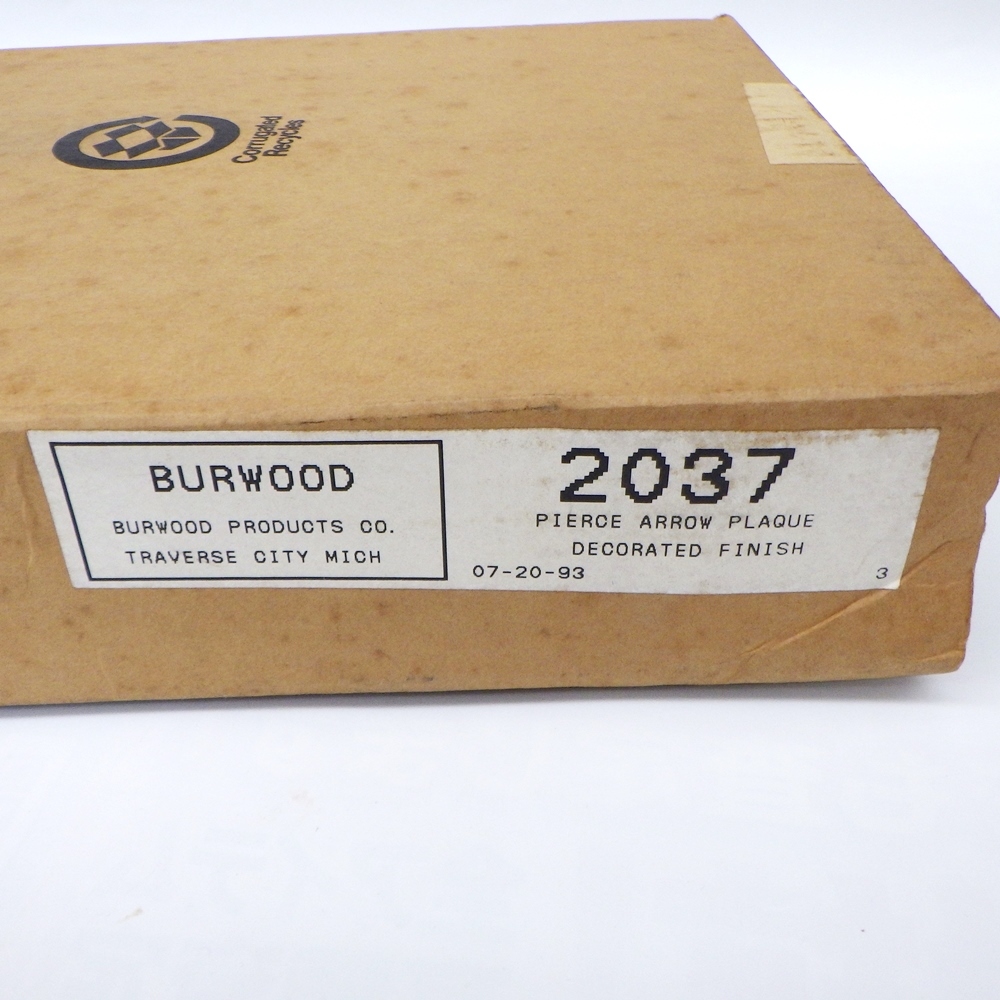 Corrugated
Recycles
BURWOOD
BURWOOD PRODUCTS CO.
TRAVERSE CITY MICH
2037
PIERCE ARROW PLAQUE
DECORATED FINISH
07-20-93 3